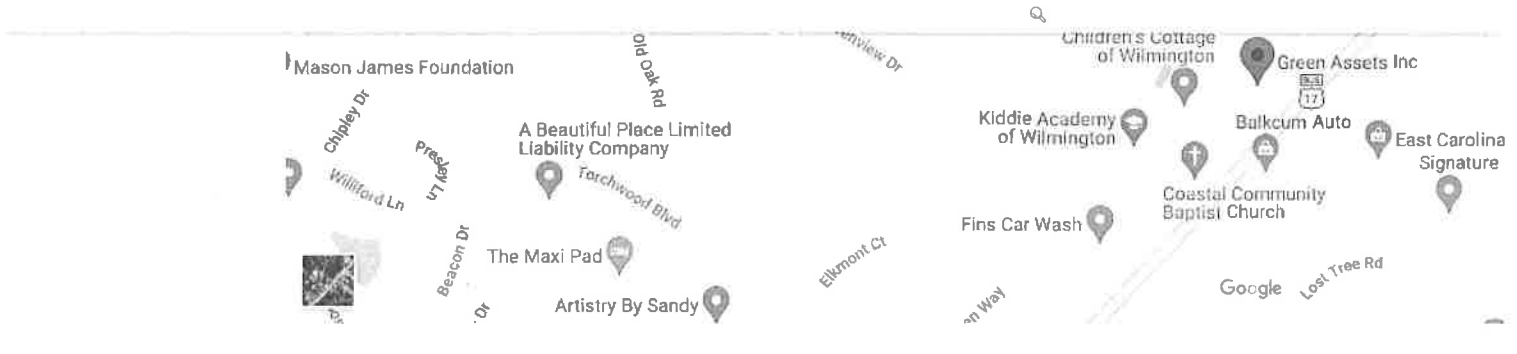 Mason James Foundation
Chipley Dr
Presley Ln
Williford Ln
Old Oak Rd
A Beautiful Place Limited
Liability Company
Torchwood Blvd
Beacon Dr
The Maxi Pad
Dr
Artistry By Sandy
Elkmont Ct
Children's Cottage
of Wilmington
Green Assets Inc
BUS
17
Kiddie Academy
of Wilmington
Balkcum Auto
East Carolina
Signature
Coastal Community
Baptist Church
Fins Car Wash
Google
Lost Tree Rd
Way